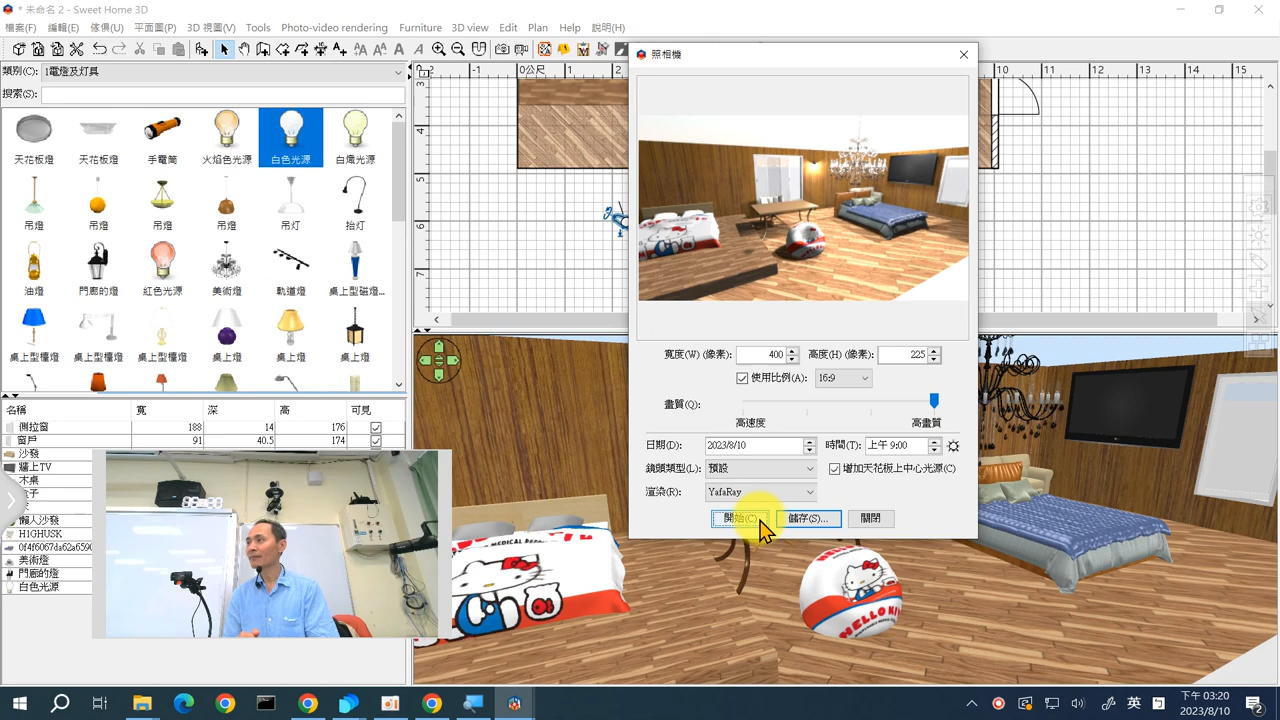 * 未命名 2 - Sweet Home 3D
檔案(F) 編輯(E) 傢俱(U) 平面圖(P) 3D 視圖(V) Tools Photo-video rendering Furniture 3D view Edit Plan Help 說明(H)
類別(C): 1電燈及灯具
搜索(S):
天花板燈 天花板燈 手電筒 火焰色光源 白色光源 白熾光源
吊燈 吊燈 吊燈 吊燈 吊灯 抬灯
油燈 門廊的燈 紅色光源 美術燈 軌道燈 桌上型磁燈...
桌上型檯燈 桌上型檯燈 桌上型檯燈 桌上燈 桌上燈 桌上燈
名稱 寬 深 高 可見
側拉窗 188 14 176
窗戶 91 40.5 174
沙發
牆上TV
木桌
子
懶人沙發
H1GHUSK
0f4f6067da62a6590
美術燈
門廊的燈
白色光源
-1 0公尺 1 2 10 11 12 13 14 15
3
4
5
6
7
照相機
寬度(W) (像素): 400 高度(H) (像素): 225
使用比例(A): 16:9
畫質(Q):
高速度 高畫質
日期(D): 2023/8/10 時間(T): 上午 9:00
鏡頭類型(L): 預設 增加天花板上中心光源(C)
渲染(R): YafaRay
開始(C) 儲存(S)... 關閉
HELLO KITTY
英
下午 03:20
2023/8/10
2